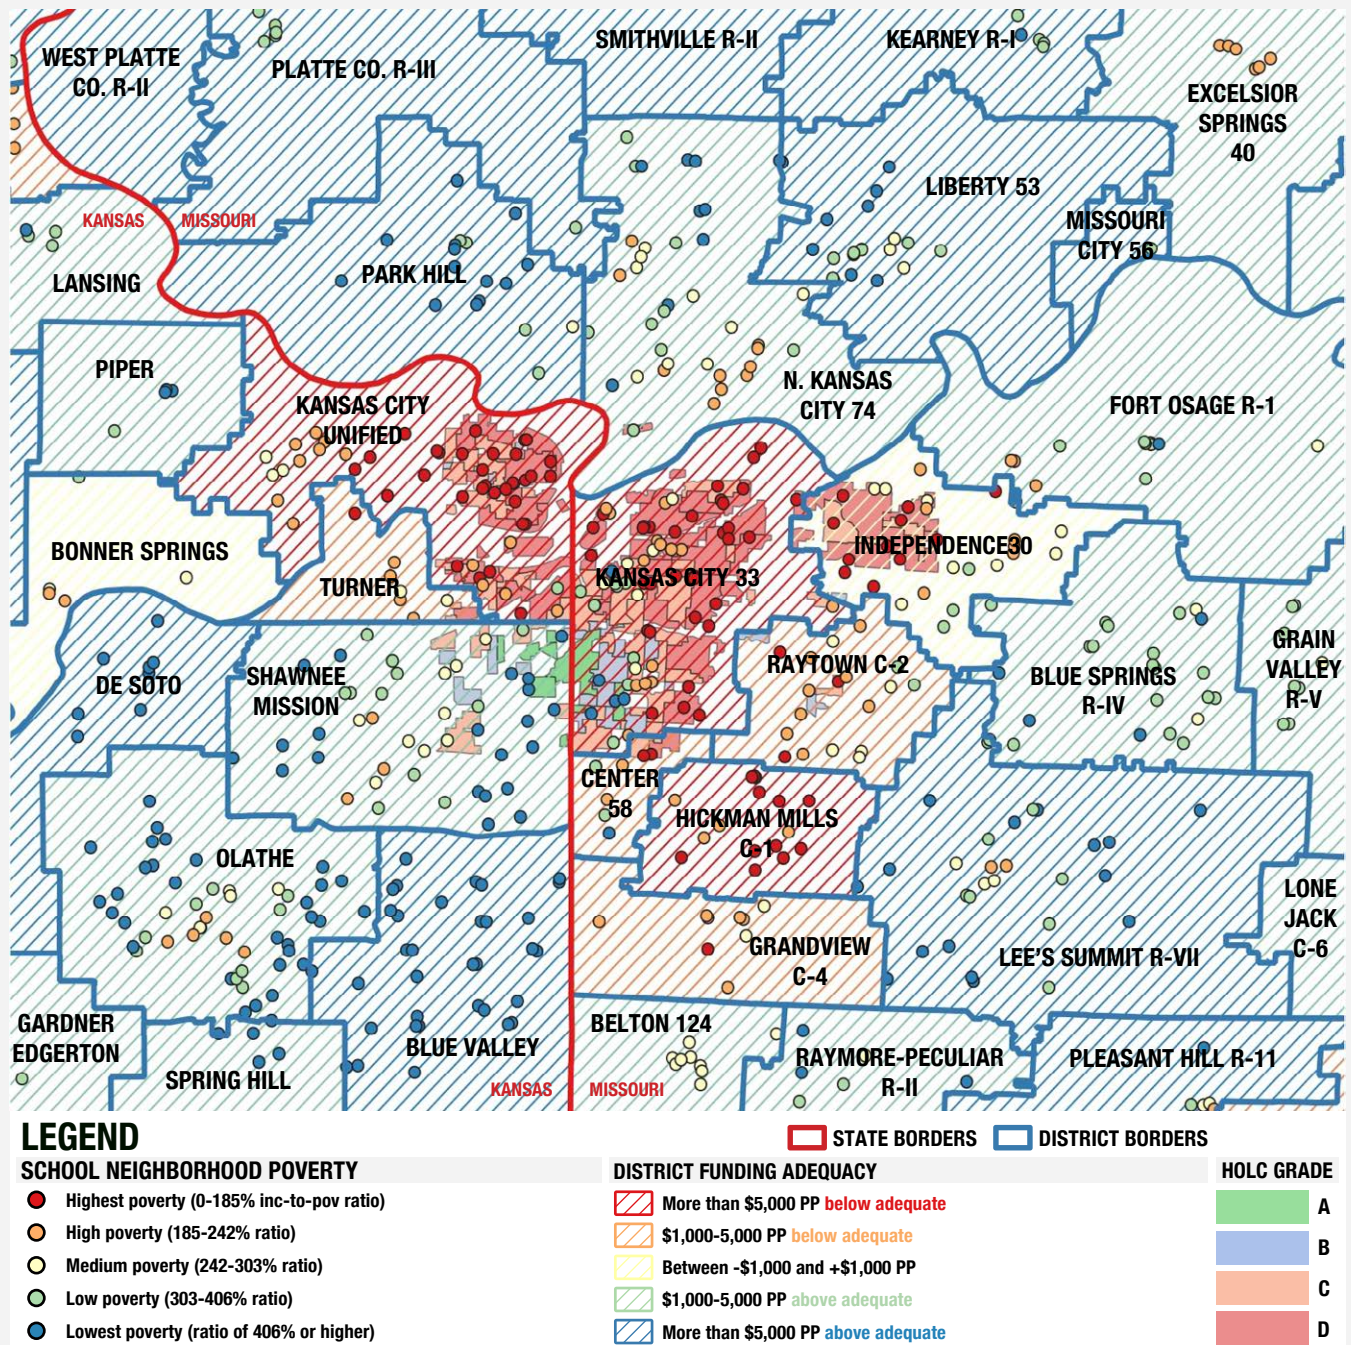 WEST PLATTE
CO. R-II
PLATTE CO. R-III
SMITHVILLE R-II
KEARNEY R-I
EXCELSIOR
SPRINGS
40
LIBERTY 53
MISSOURI
CITY 56
KANSAS
MISSOURI
LANSING
PARK HILL
PIPER
N. KANSAS
CITY 74
KANSAS CITY
UNIFIED
FORT OSAGE R-1
BONNER SPRINGS
INDEPENDENCE30
TURNER
KANSAS CITY 33
SHAWNEE
MISSION
DE SOTO
RAYTOWN C-2
BLUE SPRINGS
R-IV
GRAIN
VALLEY
R-V
CENTER
58
HICKMAN MILLS
C-1
OLATHE
LONE
JACK
C-6
GRANDVIEW
C-4
LEE'S SUMMIT R-VII
GARDNER
EDGERTON
BELTON 124
BLUE VALLEY
RAYMORE-PECULIAR
R-II
PLEASANT HILL R-11
SPRING HILL
KANSAS
MISSOURI
LEGEND
STATE BORDERS
DISTRICT BORDERS
SCHOOL NEIGHBORHOOD POVERTY
Highest poverty (0-185% inc-to-pov ratio)
High poverty (185-242% ratio)
Medium poverty (242-303% ratio)
Low poverty (303-406% ratio)
Lowest poverty (ratio of 406% or higher)
DISTRICT FUNDING ADEQUACY
More than $5,000 PP below adequate
$1,000-5,000 PP below adequate
Between -$1,000 and +$1,000 PP
$1,000-5,000 PP above adequate
More than $5,000 PP above adequate
HOLC GRADE
A
B
C
D